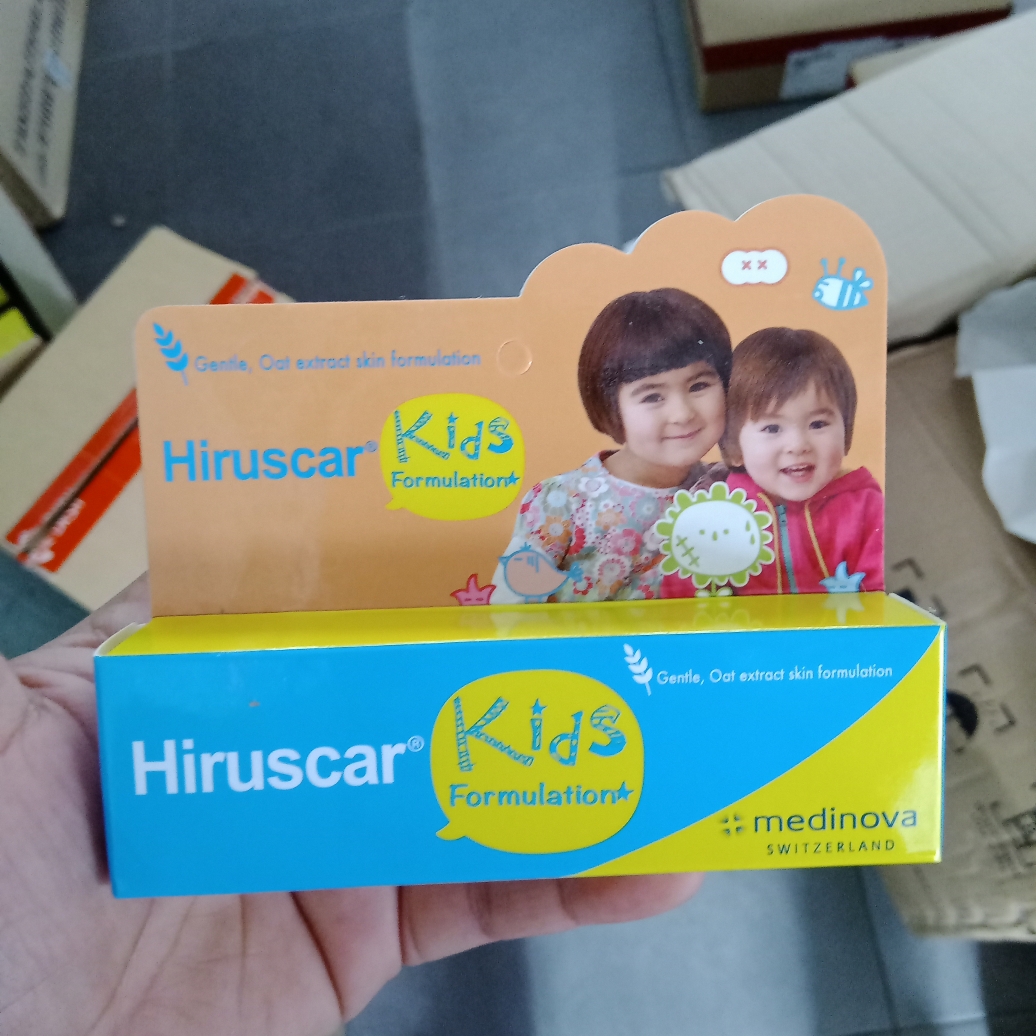 Gentle, Oat extract skin formulation
Hiruscar® Kids
Formulation
Gentle, Oat extract skin formulation
Hiruscar® Kids
Formulation
medinova
SWITZERLAND